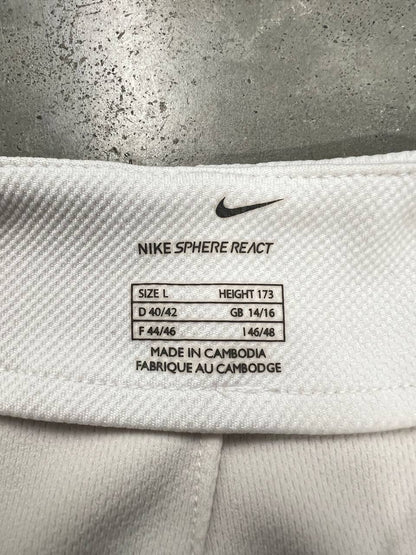 NIKE SPHERE REACT
SIZE L HEIGHT 173
D 40/42 GB 14/16
F 44/46 I 46/48
MADE IN CAMBODIA
FABRIQUE AU CAMBODGE